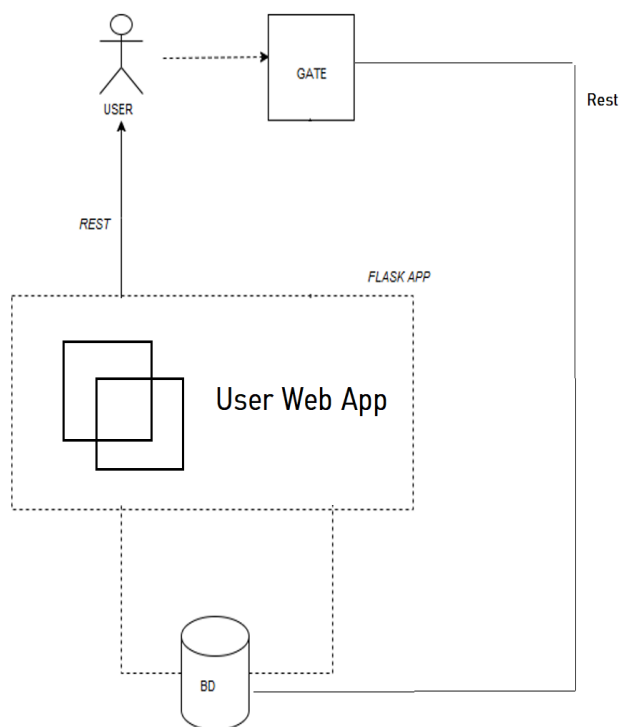 GATE
USER
Rest
REST
FLASK APP
User Web App
BD